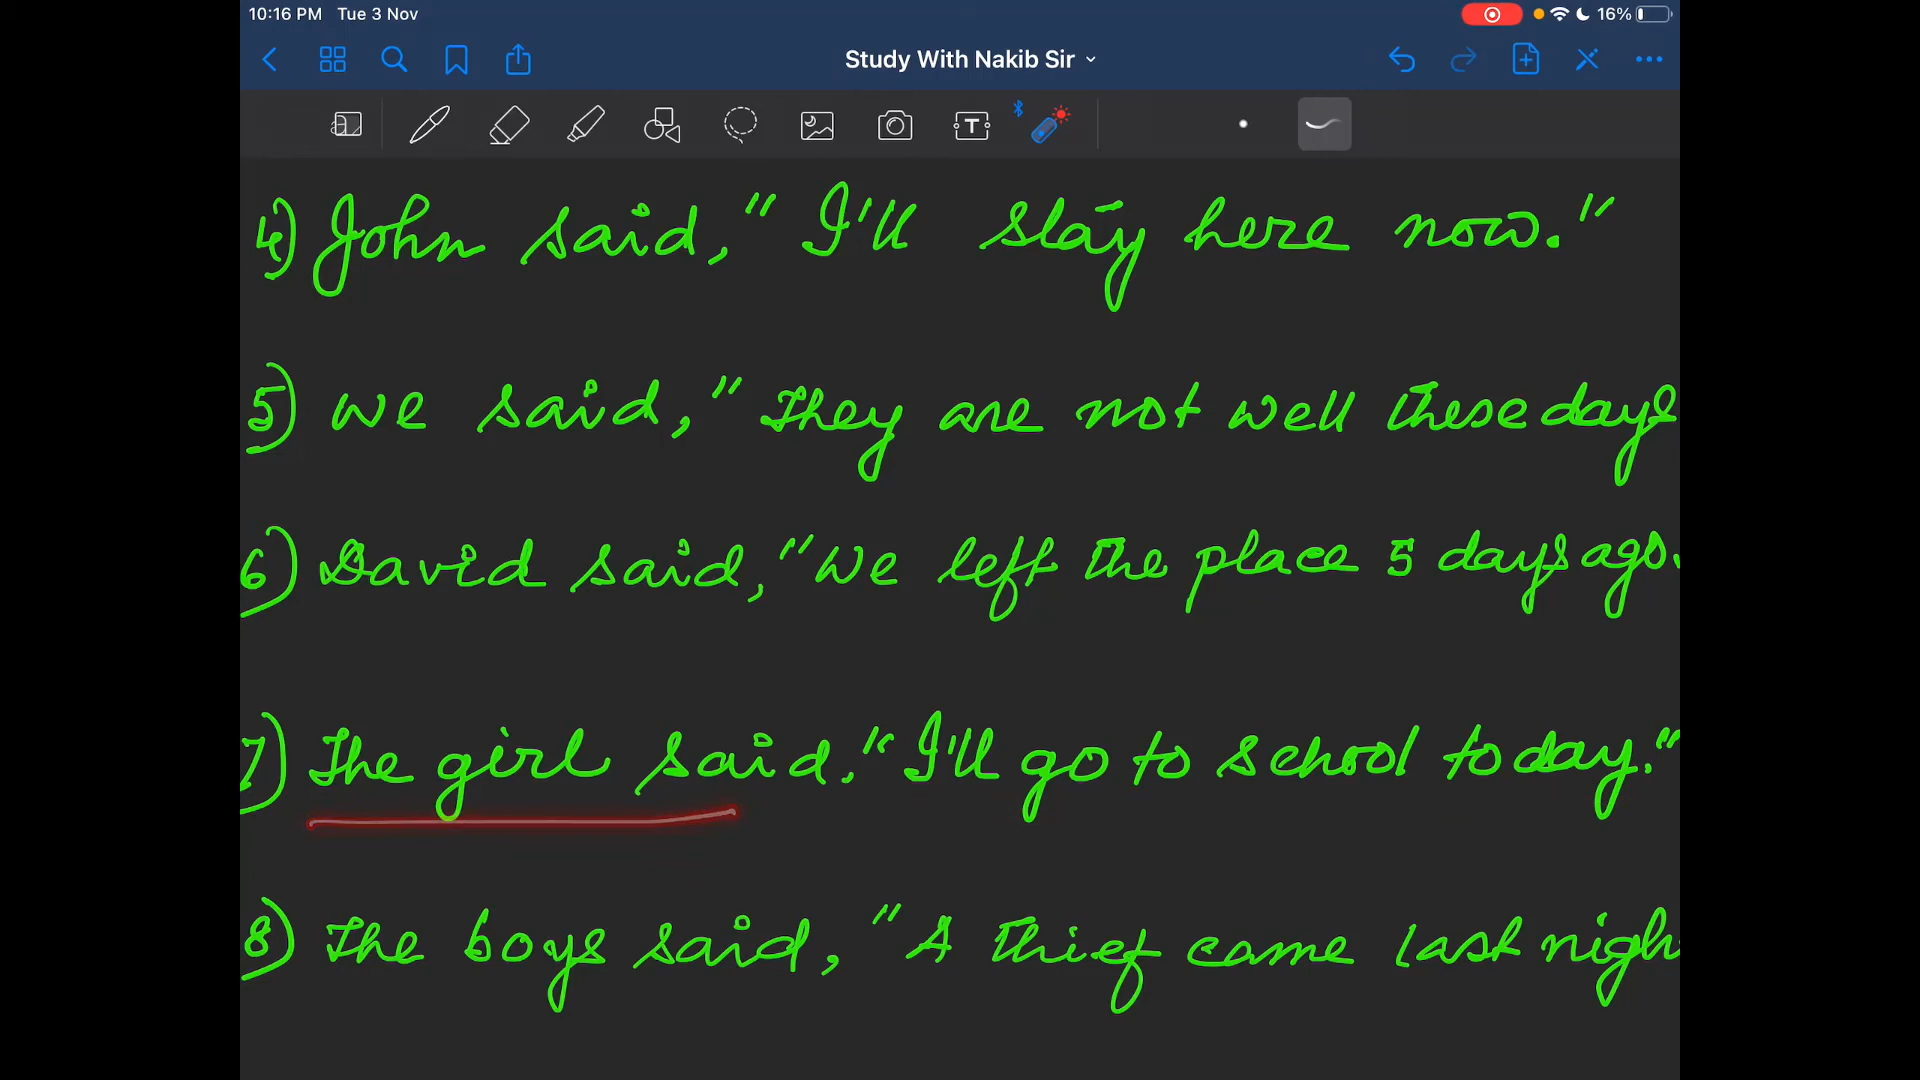 10:16 PM Tue 3 Nov 16%
Study With Nakib Sir
4) John said, " I'll stay here now."
5) We said, " They are not well these days
6) David said, "We left the place 5 days ago.
7) The girl said, "I'll go to school today."
8) The boys said, "A thief came last nigh